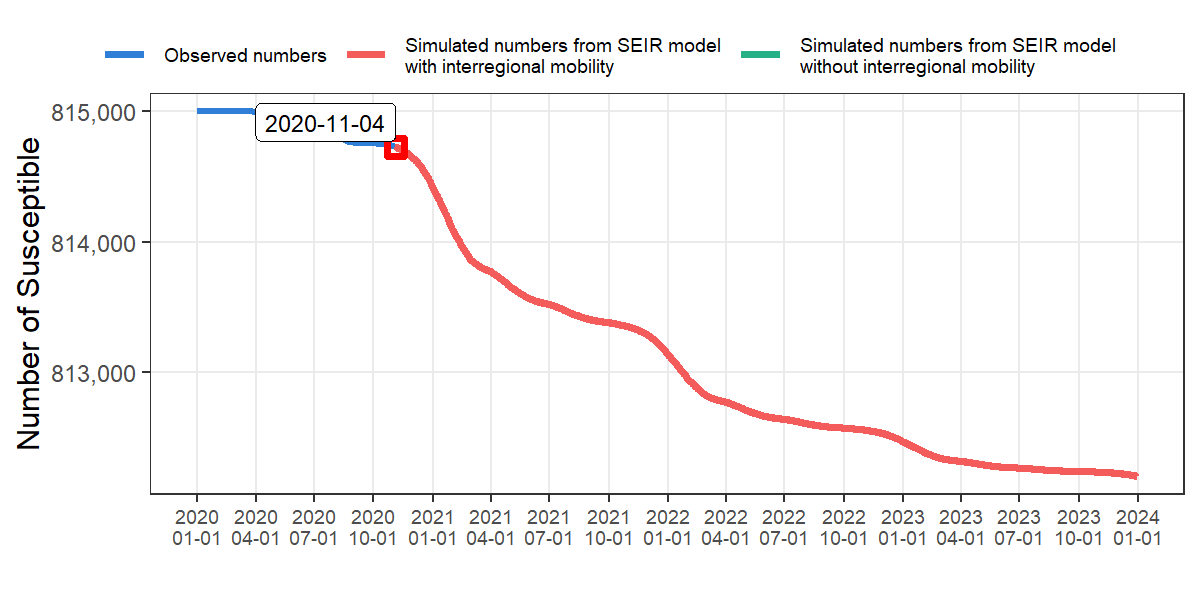 Observed numbers
Simulated numbers from SEIR model
with interregional mobility
Simulated numbers from SEIR model
without interregional mobility
Number of Susceptible
815,000
814,000
813,000
2020-11-04
2020 2020 2020 2020 2021 2021 2021 2021 2022 2022 2022 2022 2023 2023 2023 2023 2024
01-01 04-01 07-01 10-01 01-01 04-01 07-01 10-01 01-01 04-01 07-01 10-01 01-01 04-01 07-01 10-01 01-01